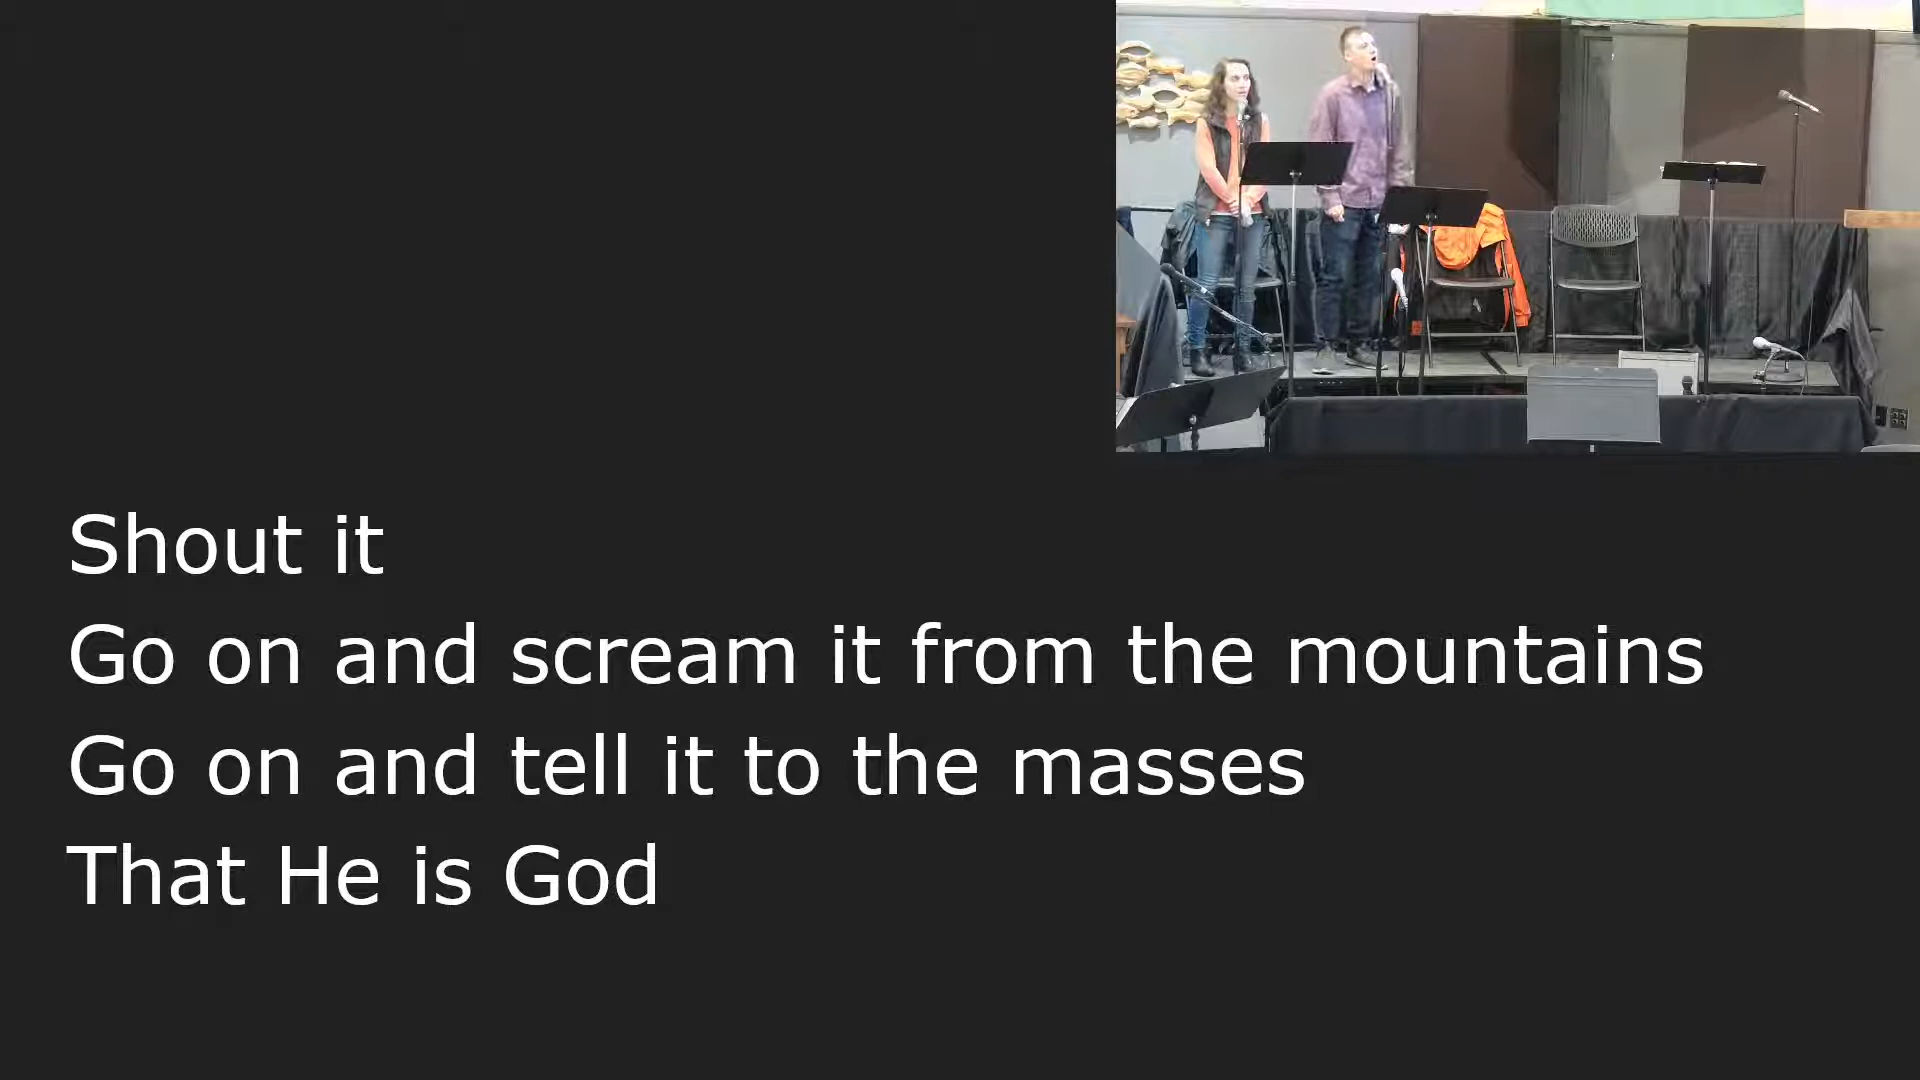 Shout it
Go on and scream it from the mountains
Go on and tell it to the masses
That He is God